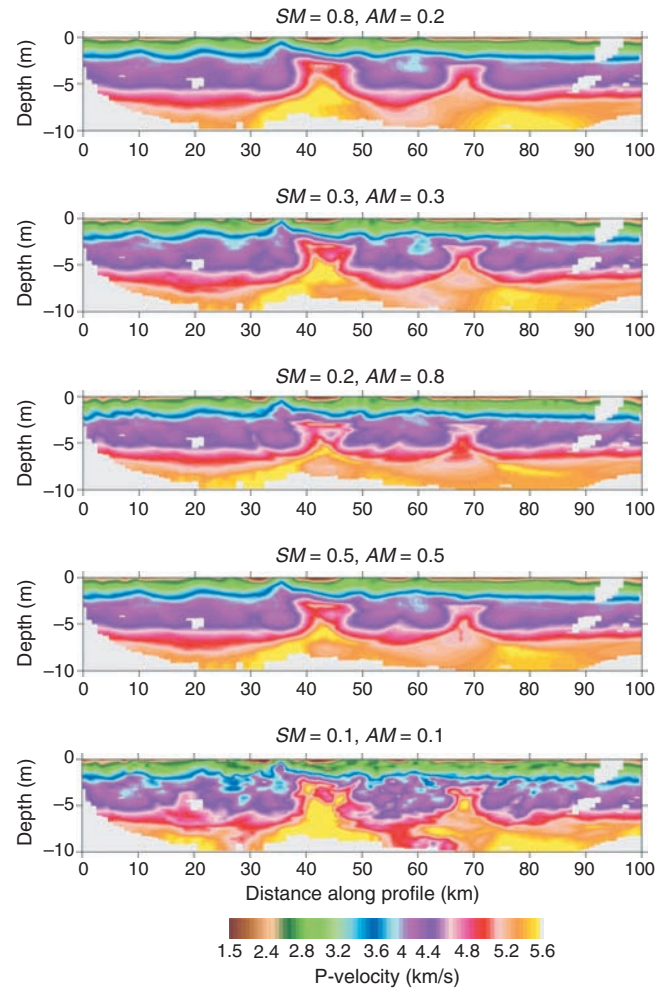 SM = 0.8, AM = 0.2
Depth (m)
0
−5
−10
0 10 20 30 40 50 60 70 80 90 100
SM = 0.3, AM = 0.3
Depth (m)
0
−5
−10
0 10 20 30 40 50 60 70 80 90 100
SM = 0.2, AM = 0.8
Depth (m)
0
−5
−10
0 10 20 30 40 50 60 70 80 90 100
SM = 0.5, AM = 0.5
Depth (m)
0
−5
−10
0 10 20 30 40 50 60 70 80 90 100
SM = 0.1, AM = 0.1
Depth (m)
0
−5
−10
0 10 20 30 40 50 60 70 80 90 100
Distance along profile (km)
1.5 2.4 2.8 3.2 3.6 4 4.4 4.8 5.2 5.6
P-velocity (km/s)